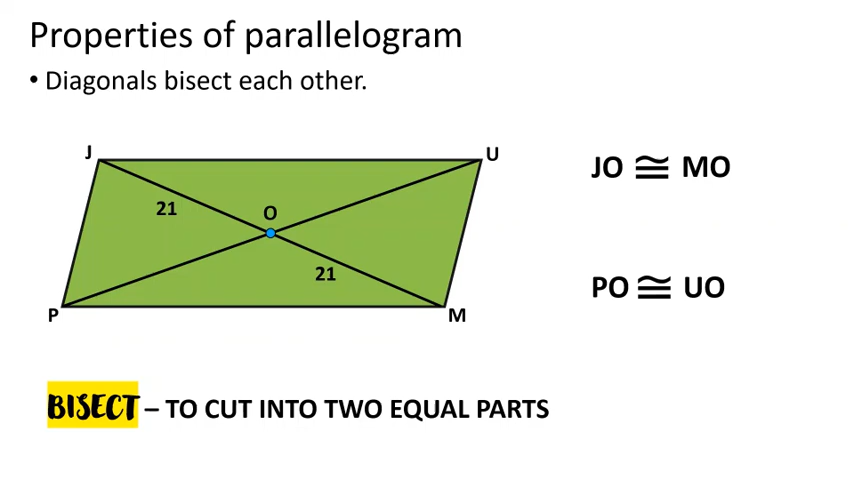 Properties of parallelogram
• Diagonals bisect each other.
J
U
JO ≅ MO
21
O
21
PO ≅ UO
P
M
BISECT – TO CUT INTO TWO EQUAL PARTS